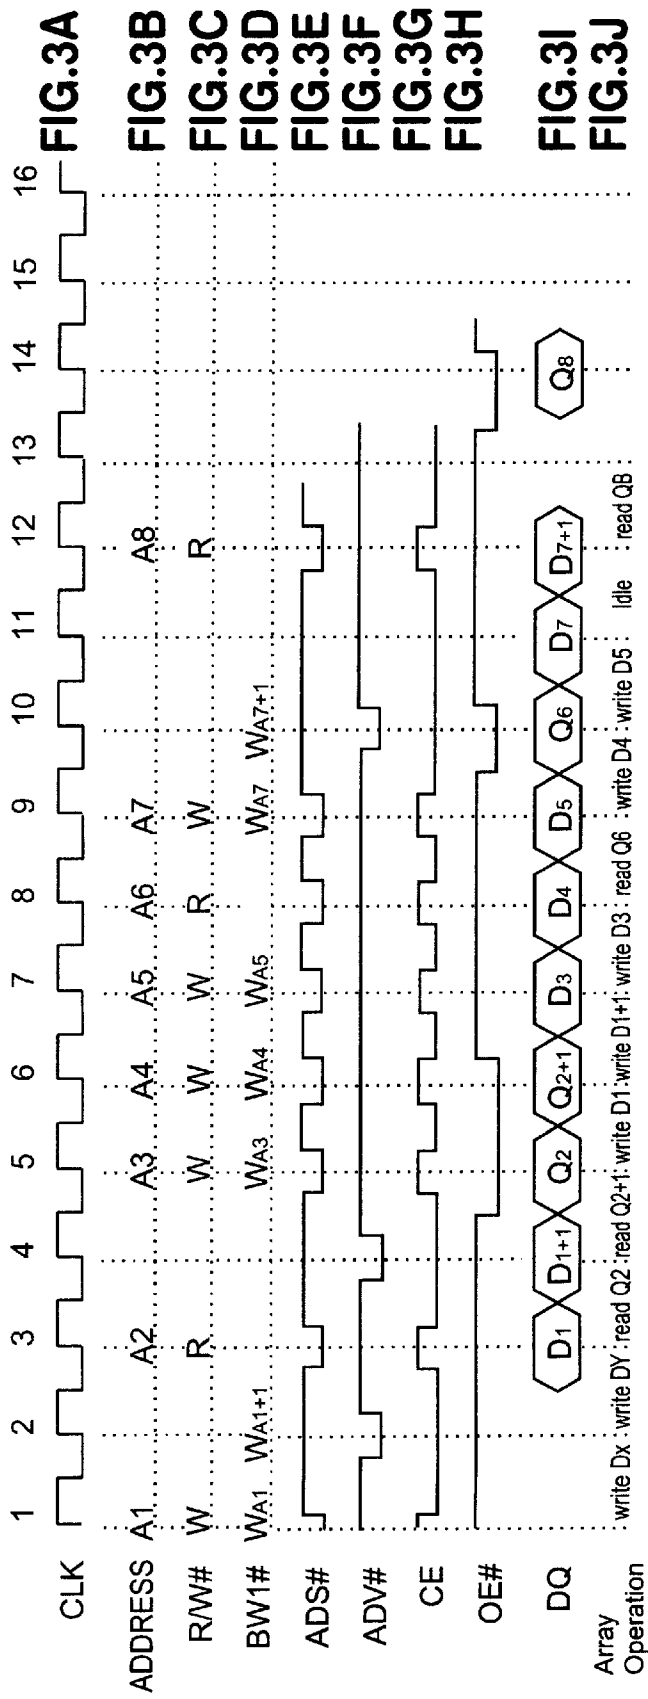 1 2 3 4 5 6 7 8 9 10 11 12 13 14 15 16
CLK FIG.3A
ADDRESS A1 A2 A3 A4 A5 A6 A7 A8 FIG.3B
R/W# W R W W W R W R FIG.3C
BW1# WA1 WA1+1 WA3 WA4 WA5 WA7 WA7+1 FIG.3D
ADS# FIG.3E
ADV# FIG.3F
CE FIG.3G
OE# FIG.3H
DQ D1 D1+1 Q2 Q2+1 D3 D4 D5 Q6 D7 D7+1 Q8 FIG.3I
Array
Operation write Dx write DY read Q2 read Q2+1 write D1 write D1+1 write D3 read Q6 write D4 write D5 Idle read QB FIG.3J